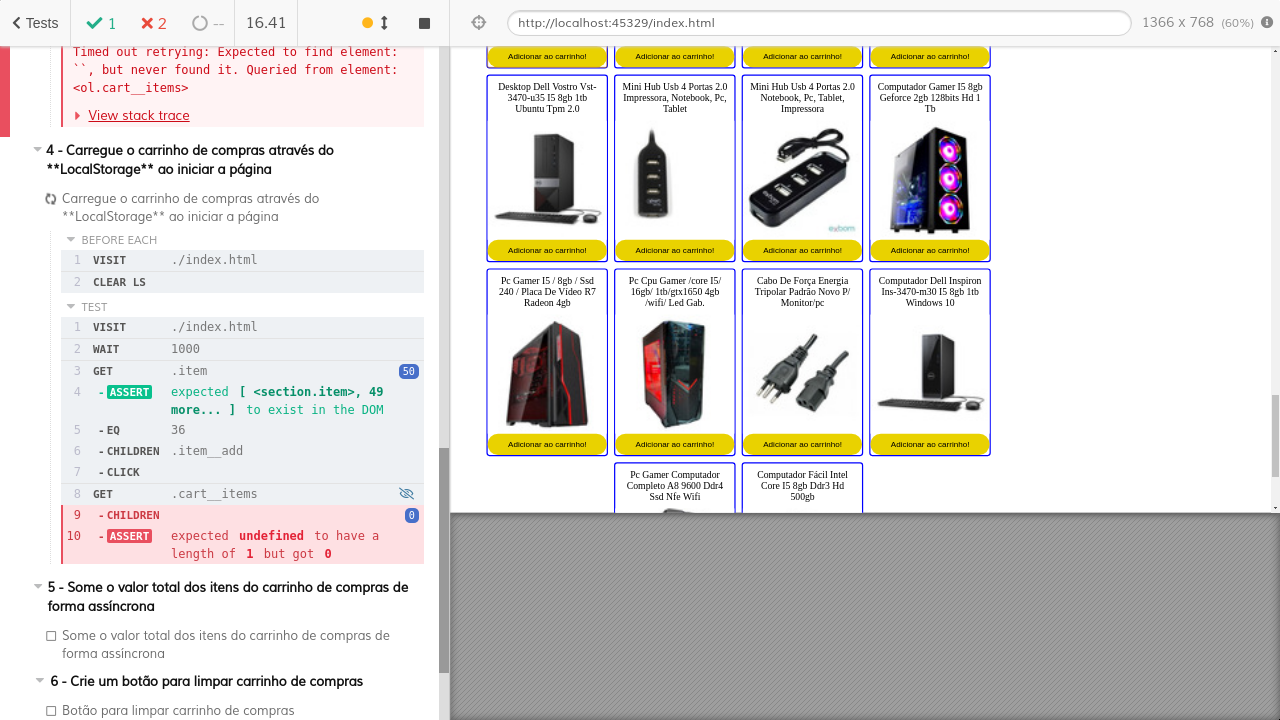 Tests
1
2
--
16.41
http://localhost:45329/index.html
1366 x 768 (60%)
Timed out retrying: Expected to find element:
``, but never found it. Queried from element:
<ol.cart__items>
View stack trace
4 - Carregue o carrinho de compras através do
**LocalStorage** ao iniciar a página
Carregue o carrinho de compras através do
**LocalStorage** ao iniciar a página
BEFORE EACH
1 VISIT ./index.html
2 CLEAR LS
TEST
1 VISIT ./index.html
2 WAIT 1000
3 GET .item 50
4 - ASSERT expected [ <section.item>, 49
more... ] to exist in the DOM
5 - EQ 36
6 - CHILDREN .item__add
7 - CLICK
8 GET .cart__items
9 - CHILDREN 0
10 - ASSERT expected undefined to have a
length of 1 but got 0
5 - Some o valor total dos itens do carrinho de compras de
forma assíncrona
Some o valor total dos itens do carrinho de compras de
forma assíncrona
6 - Crie um botão para limpar carrinho de compras
Botão para limpar carrinho de compras
Adicionar ao carrinho!
Adicionar ao carrinho!
Adicionar ao carrinho!
Adicionar ao carrinho!
Desktop Dell Vostro Vst-
3470-u35 I5 8gb 1tb
Ubuntu Tpm 2.0
Adicionar ao carrinho!
Mini Hub Usb 4 Portas 2.0
Impressora, Notebook, Pc,
Tablet
Adicionar ao carrinho!
Mini Hub Usb 4 Portas 2.0
Notebook, Pc, Tablet,
Impressora
exbom
Adicionar ao carrinho!
Computador Gamer I5 8gb
Geforce 2gb 128bits Hd 1
Tb
Adicionar ao carrinho!
Pc Gamer I5 / 8gb / Ssd
240 / Placa De Vídeo R7
Radeon 4gb
Adicionar ao carrinho!
Pc Cpu Gamer /core I5/
16gb/ 1tb/gtx1650 4gb
/wifi/ Led Gab.
Adicionar ao carrinho!
Cabo De Força Energia
Tripolar Padrão Novo P/
Monitor/pc
Adicionar ao carrinho!
Computador Dell Inspiron
Ins-3470-m30 I5 8gb 1tb
Windows 10
Adicionar ao carrinho!
Pc Gamer Computador
Completo A8 9600 Ddr4
Ssd Nfe Wifi
Computador Fácil Intel
Core I5 8gb Ddr3 Hd
500gb